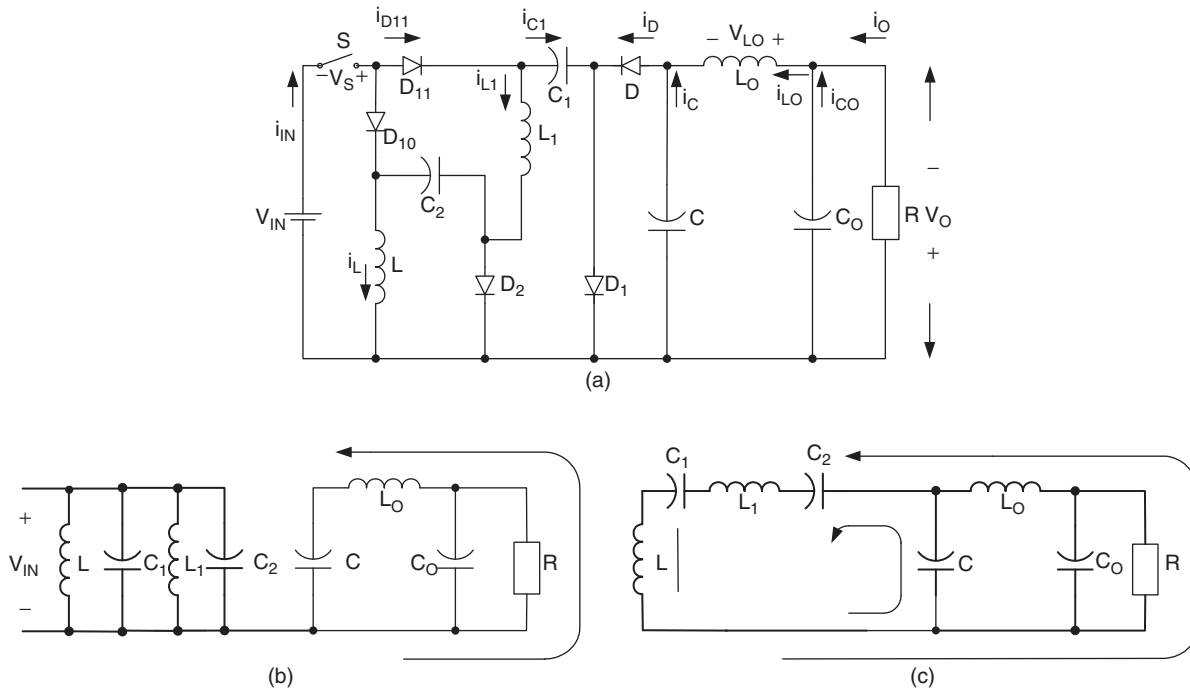 i_D11 i_C1 i_D − V_LO + i_O
S
−V_S+ D_11 i_L1 C_1 D i_C L_O i_LO i_CO
i_IN D_10 L_1
C_2
V_IN C C_O R V_O − +
i_L L D_2 D_1
(a)
C_1 C_2
L_O L_1 L_O
+ V_IN − L C_1 L_1 C_2 C C_O R L C C_O R
(b) (c)